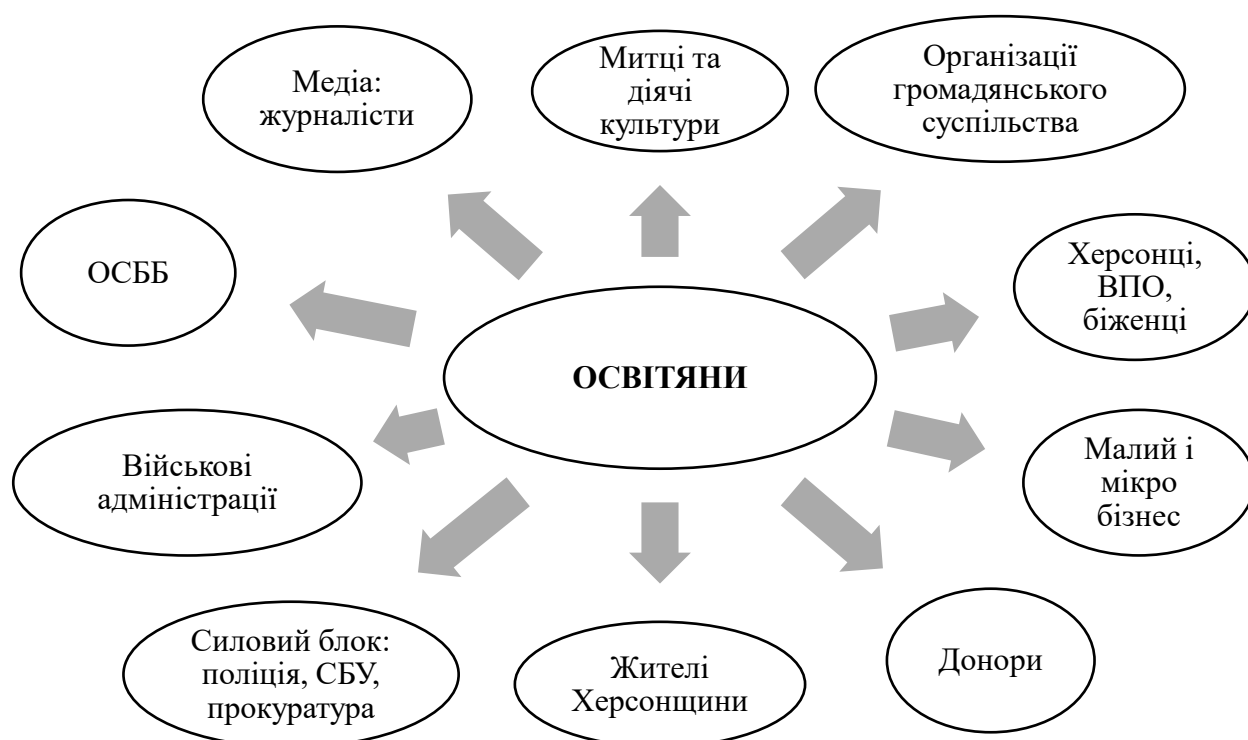 Медіа:
журналісти
Митці та
діячі
культури
Організації
громадянського
суспільства
ОСББ
Херсонці,
ВПО,
біженці
ОСВІТЯНИ
Військові
адміністрації
Малий і
мікро
бізнес
Силовий блок:
поліція, СБУ,
прокуратура
Жителі
Херсонщини
Донори